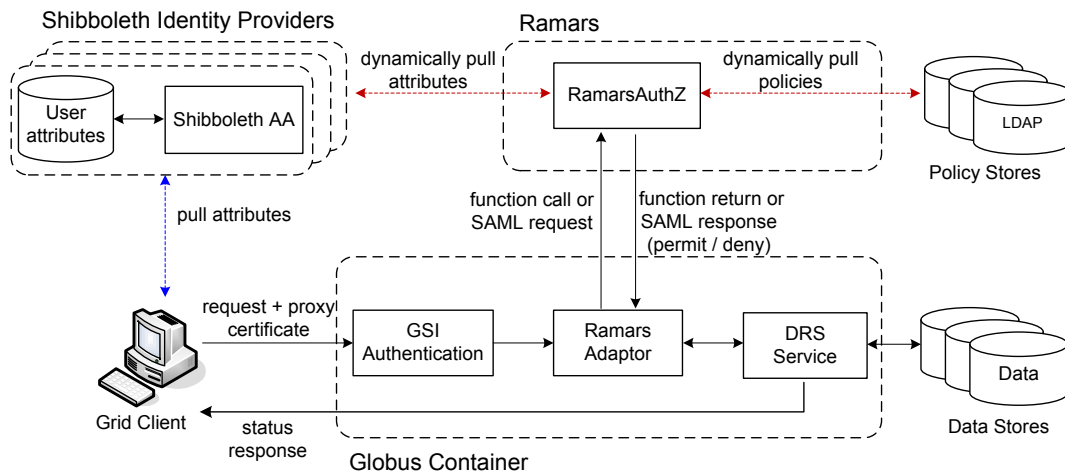 Shibboleth Identity Providers
Ramars
dynamically pull
attributes
dynamically pull
policies
User
attributes
Shibboleth AA
RamarsAuthZ
LDAP
Policy Stores
pull attributes
function call or
SAML request
function return or
SAML response
(permit / deny)
request + proxy
certificate
GSI
Authentication
Ramars
Adaptor
DRS
Service
Data
Grid Client
status
response
Data Stores
Globus Container